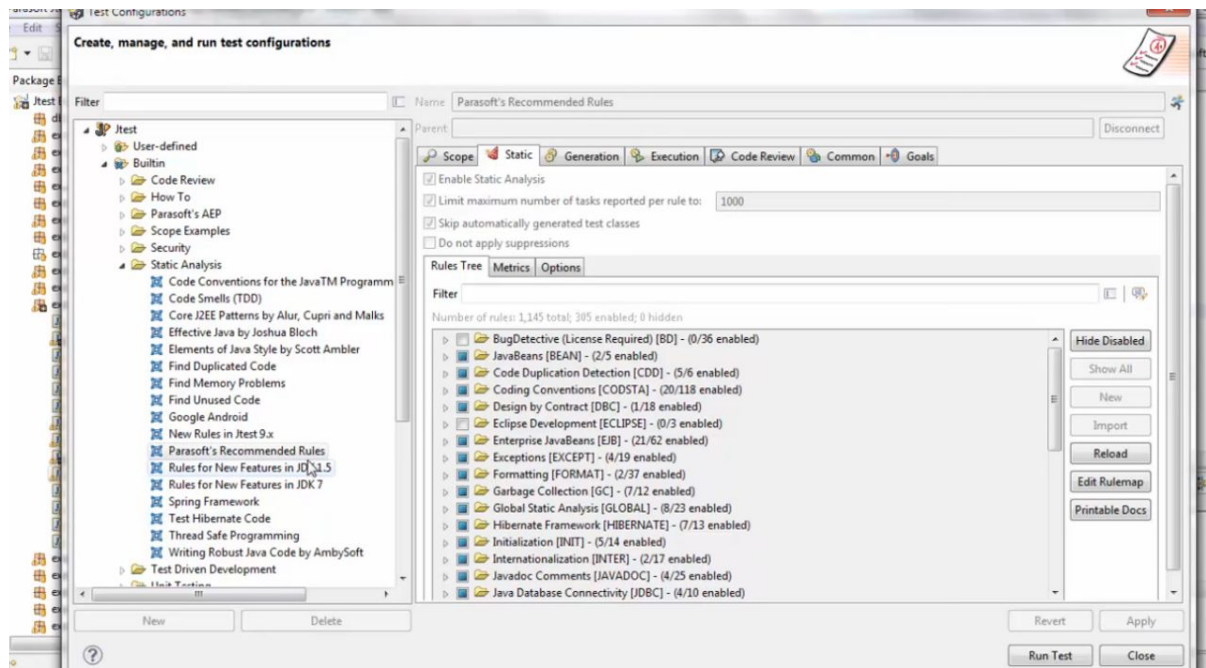 Test Configurations
Edit
Create, manage, and run test configurations
Package
Jtest
Filter
Name Parasoft's Recommended Rules
Parent: Disconnect
Jtest
User-defined
Builtin
Code Review
How To
Parasoft's AEP
Scope Examples
Security
Static Analysis
Code Conventions for the JavaTM Programm
Code Smells (TDD)
Core J2EE Patterns by Alur, Cupri and Malks
Effective Java by Joshua Bloch
Elements of Java Style by Scott Ambler
Find Duplicated Code
Find Memory Problems
Find Unused Code
Google Android
New Rules in Jtest 9.x
Parasoft's Recommended Rules
Rules for New Features in JDK 1.5
Rules for New Features in JDK 7
Spring Framework
Test Hibernate Code
Thread Safe Programming
Writing Robust Java Code by AmbySoft
Test Driven Development
Unit Testing
New Delete
Scope Static Generation Execution Code Review Common Goals
Enable Static Analysis
Limit maximum number of tasks reported per rule to: 1000
Skip automatically generated test classes
Do not apply suppressions
Rules Tree Metrics Options
Filter
Number of rules: 1,145 total; 305 enabled; 0 hidden
BugDetective (License Required) [BD] - (0/36 enabled)
JavaBeans [BEAN] - (2/5 enabled)
Code Duplication Detection [CDD] - (5/6 enabled)
Coding Conventions [CODSTA] - (20/118 enabled)
Design by Contract [DBC] - (1/18 enabled)
Eclipse Development [ECLIPSE] - (0/3 enabled)
Enterprise JavaBeans [EJB] - (21/62 enabled)
Exceptions [EXCEPT] - (4/19 enabled)
Formatting [FORMAT] - (2/37 enabled)
Garbage Collection [GC] - (7/12 enabled)
Global Static Analysis [GLOBAL] - (8/23 enabled)
Hibernate Framework [HIBERNATE] - (7/13 enabled)
Initialization [INIT] - (5/14 enabled)
Internationalization [INTER] - (2/17 enabled)
Javadoc Comments [JAVADOC] - (4/25 enabled)
Java Database Connectivity [JDBC] - (4/10 enabled)
Hide Disabled
Show All
New
Import
Reload
Edit Rulemap
Printable Docs
Revert Apply
Run Test Close